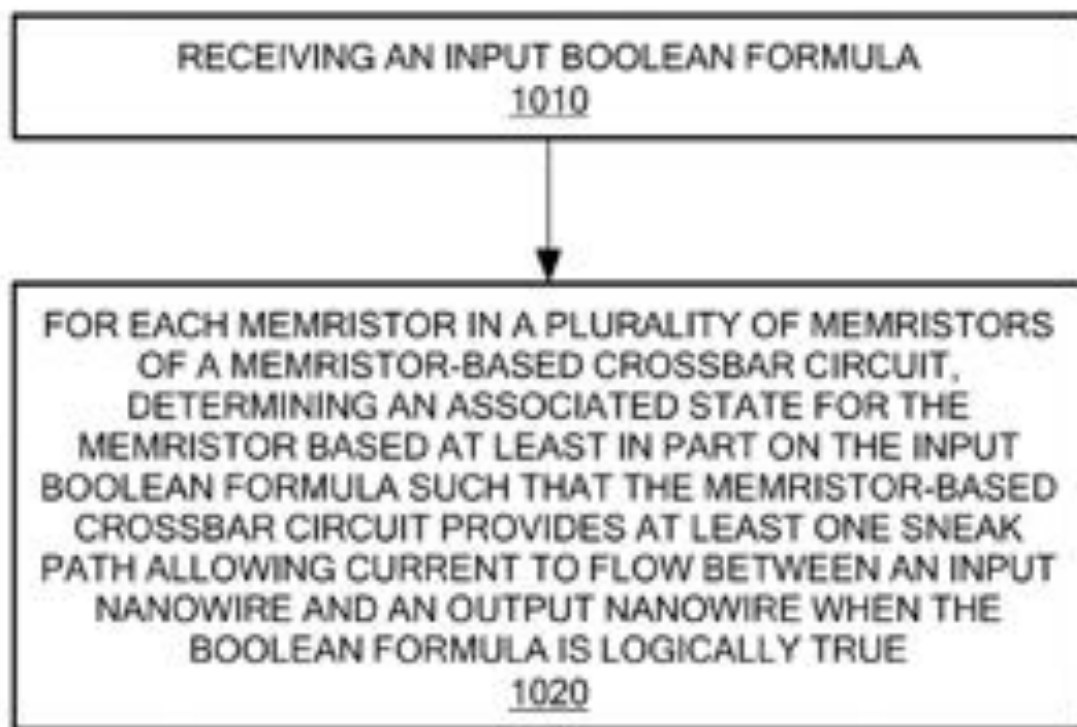 RECEIVING AN INPUT BOOLEAN FORMULA
1010
FOR EACH MEMRISTOR IN A PLURALITY OF MEMRISTORS
OF A MEMRISTOR-BASED CROSSBAR CIRCUIT,
DETERMINING AN ASSOCIATED STATE FOR THE
MEMRISTOR BASED AT LEAST IN PART ON THE INPUT
BOOLEAN FORMULA SUCH THAT THE MEMRISTOR-BASED
CROSSBAR CIRCUIT PROVIDES AT LEAST ONE SNEAK
PATH ALLOWING CURRENT TO FLOW BETWEEN AN INPUT
NANOWIRE AND AN OUTPUT NANOWIRE WHEN THE
BOOLEAN FORMULA IS LOGICALLY TRUE
1020